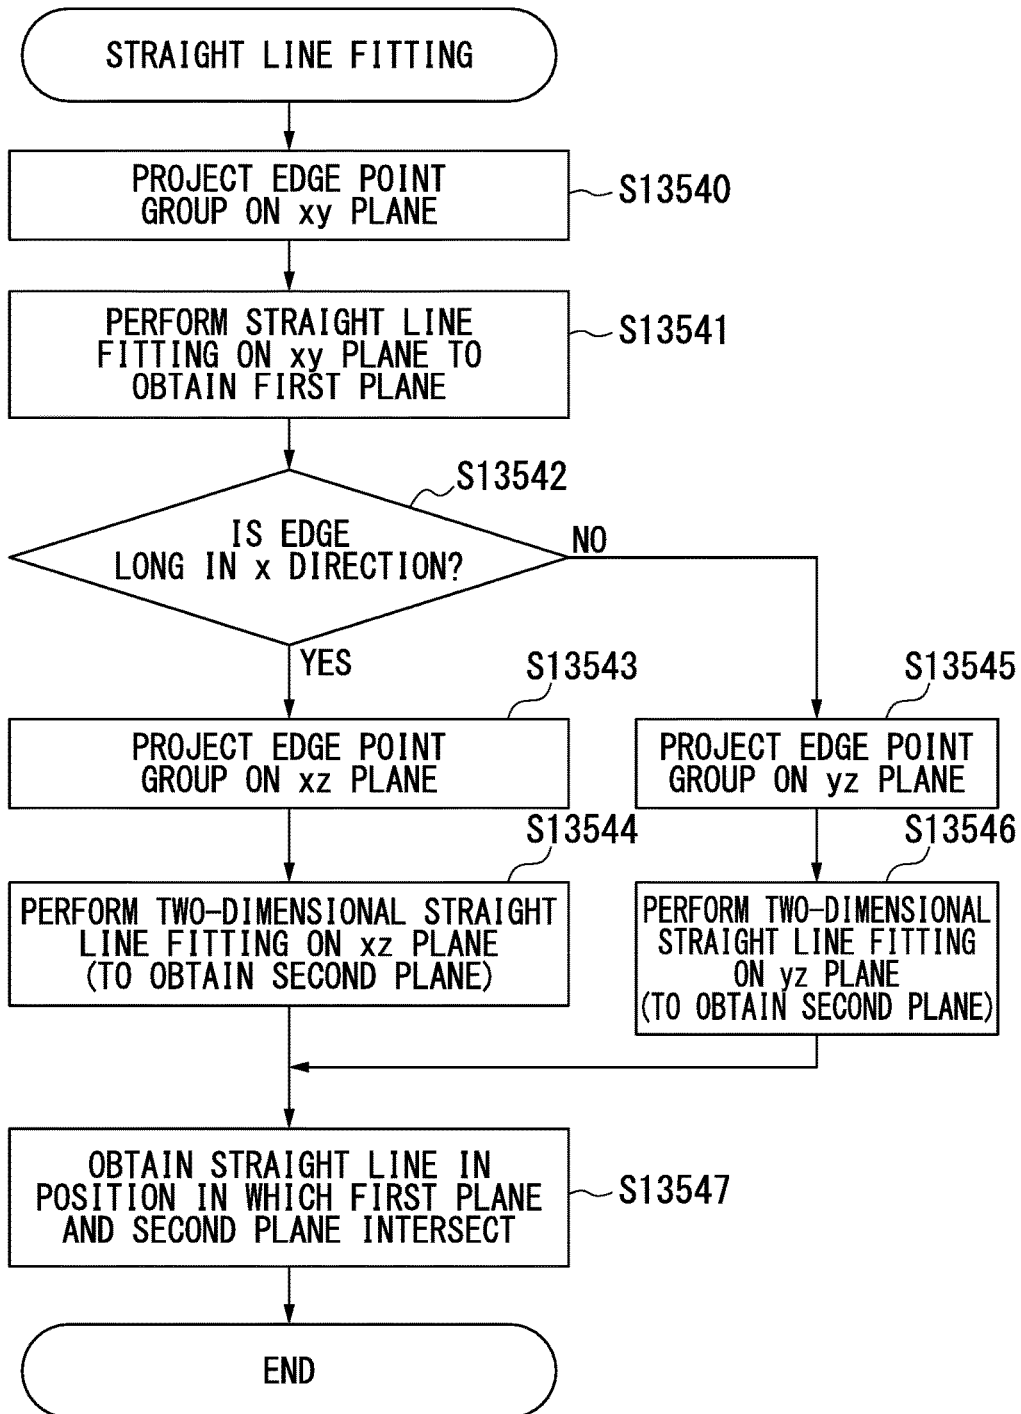 STRAIGHT LINE FITTING
PROJECT EDGE POINT
GROUP ON xy PLANE
S13540
PERFORM STRAIGHT LINE
FITTING ON xy PLANE TO
OBTAIN FIRST PLANE
S13541
S13542
IS EDGE
LONG IN x DIRECTION?
NO
YES
S13543
PROJECT EDGE POINT
GROUP ON xz PLANE
S13545
PROJECT EDGE POINT
GROUP ON yz PLANE
S13544
PERFORM TWO-DIMENSIONAL STRAIGHT
LINE FITTING ON xz PLANE
(TO OBTAIN SECOND PLANE)
S13546
PERFORM TWO-DIMENSIONAL
STRAIGHT LINE FITTING
ON yz PLANE
(TO OBTAIN SECOND PLANE)
OBTAIN STRAIGHT LINE IN
POSITION IN WHICH FIRST PLANE
AND SECOND PLANE INTERSECT
S13547
END